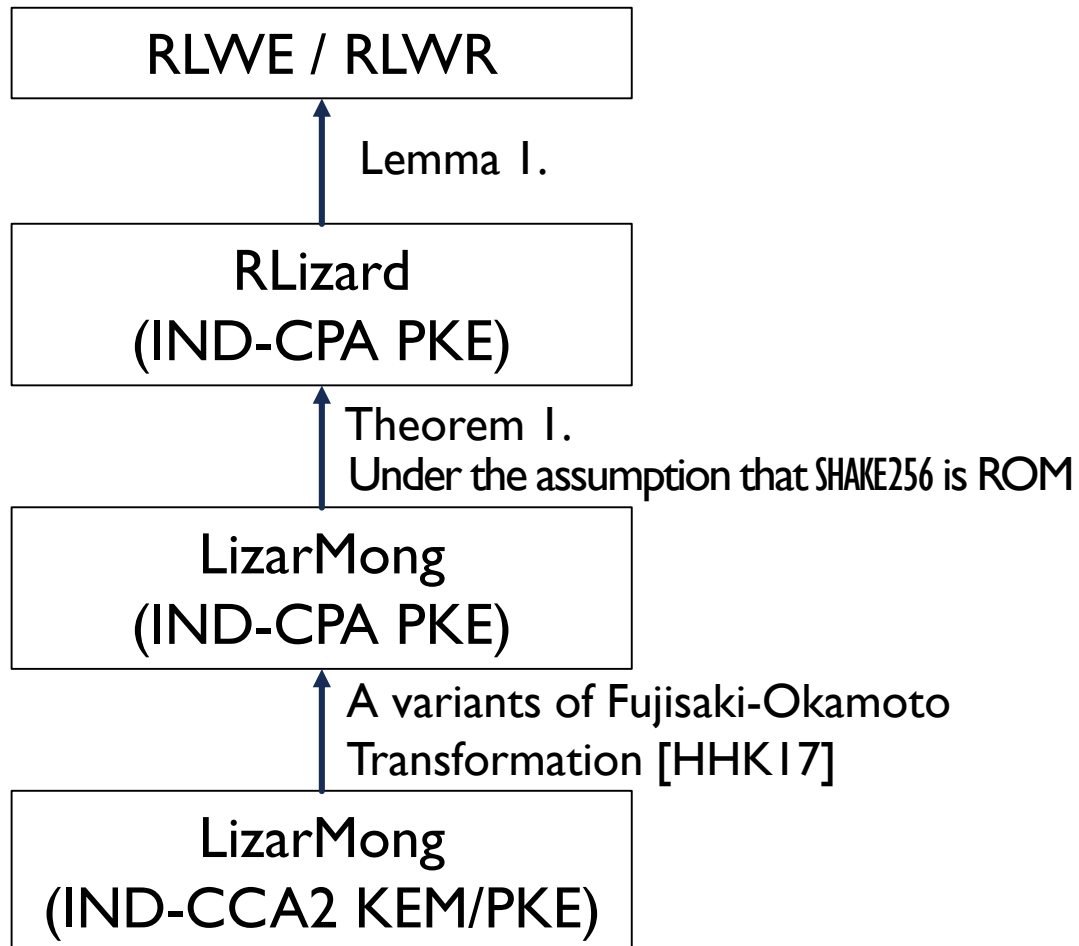 RLWE / RLWR
Lemma 1.
RLizard
(IND-CPA PKE)
Theorem 1.
Under the assumption that SHAKE256 is ROM
LizarMong
(IND-CPA PKE)
A variants of Fujisaki-Okamoto
Transformation [HHK17]
LizarMong
(IND-CCA2 KEM/PKE)